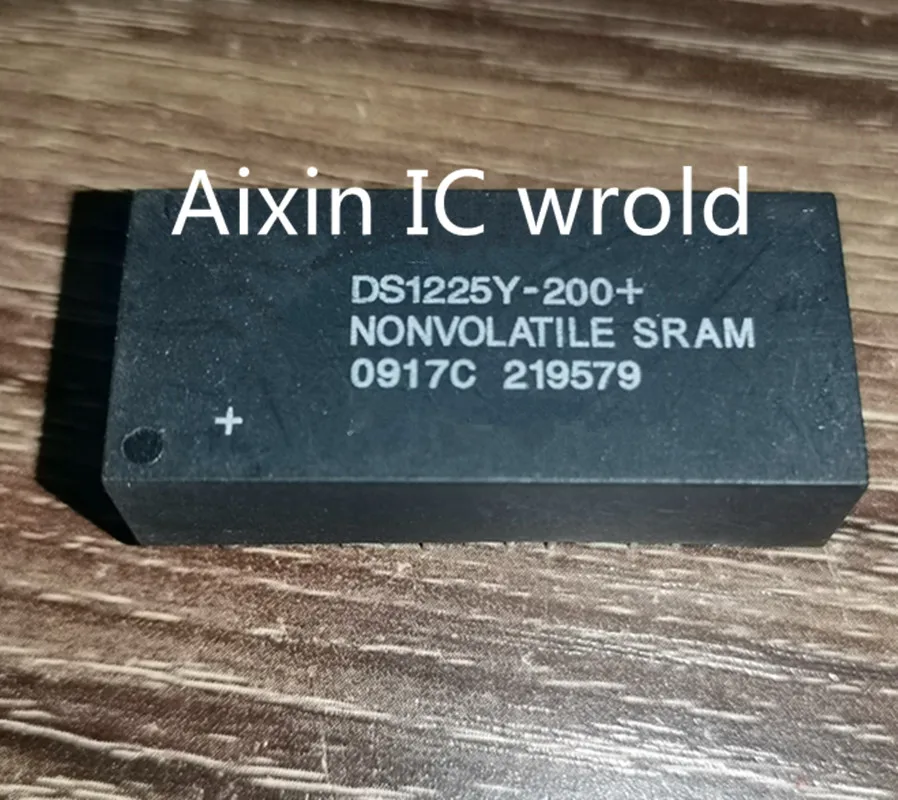 Aixin IC wrold
DS1225Y-200+
NONVOLATILE SRAM
0917C 219579
+